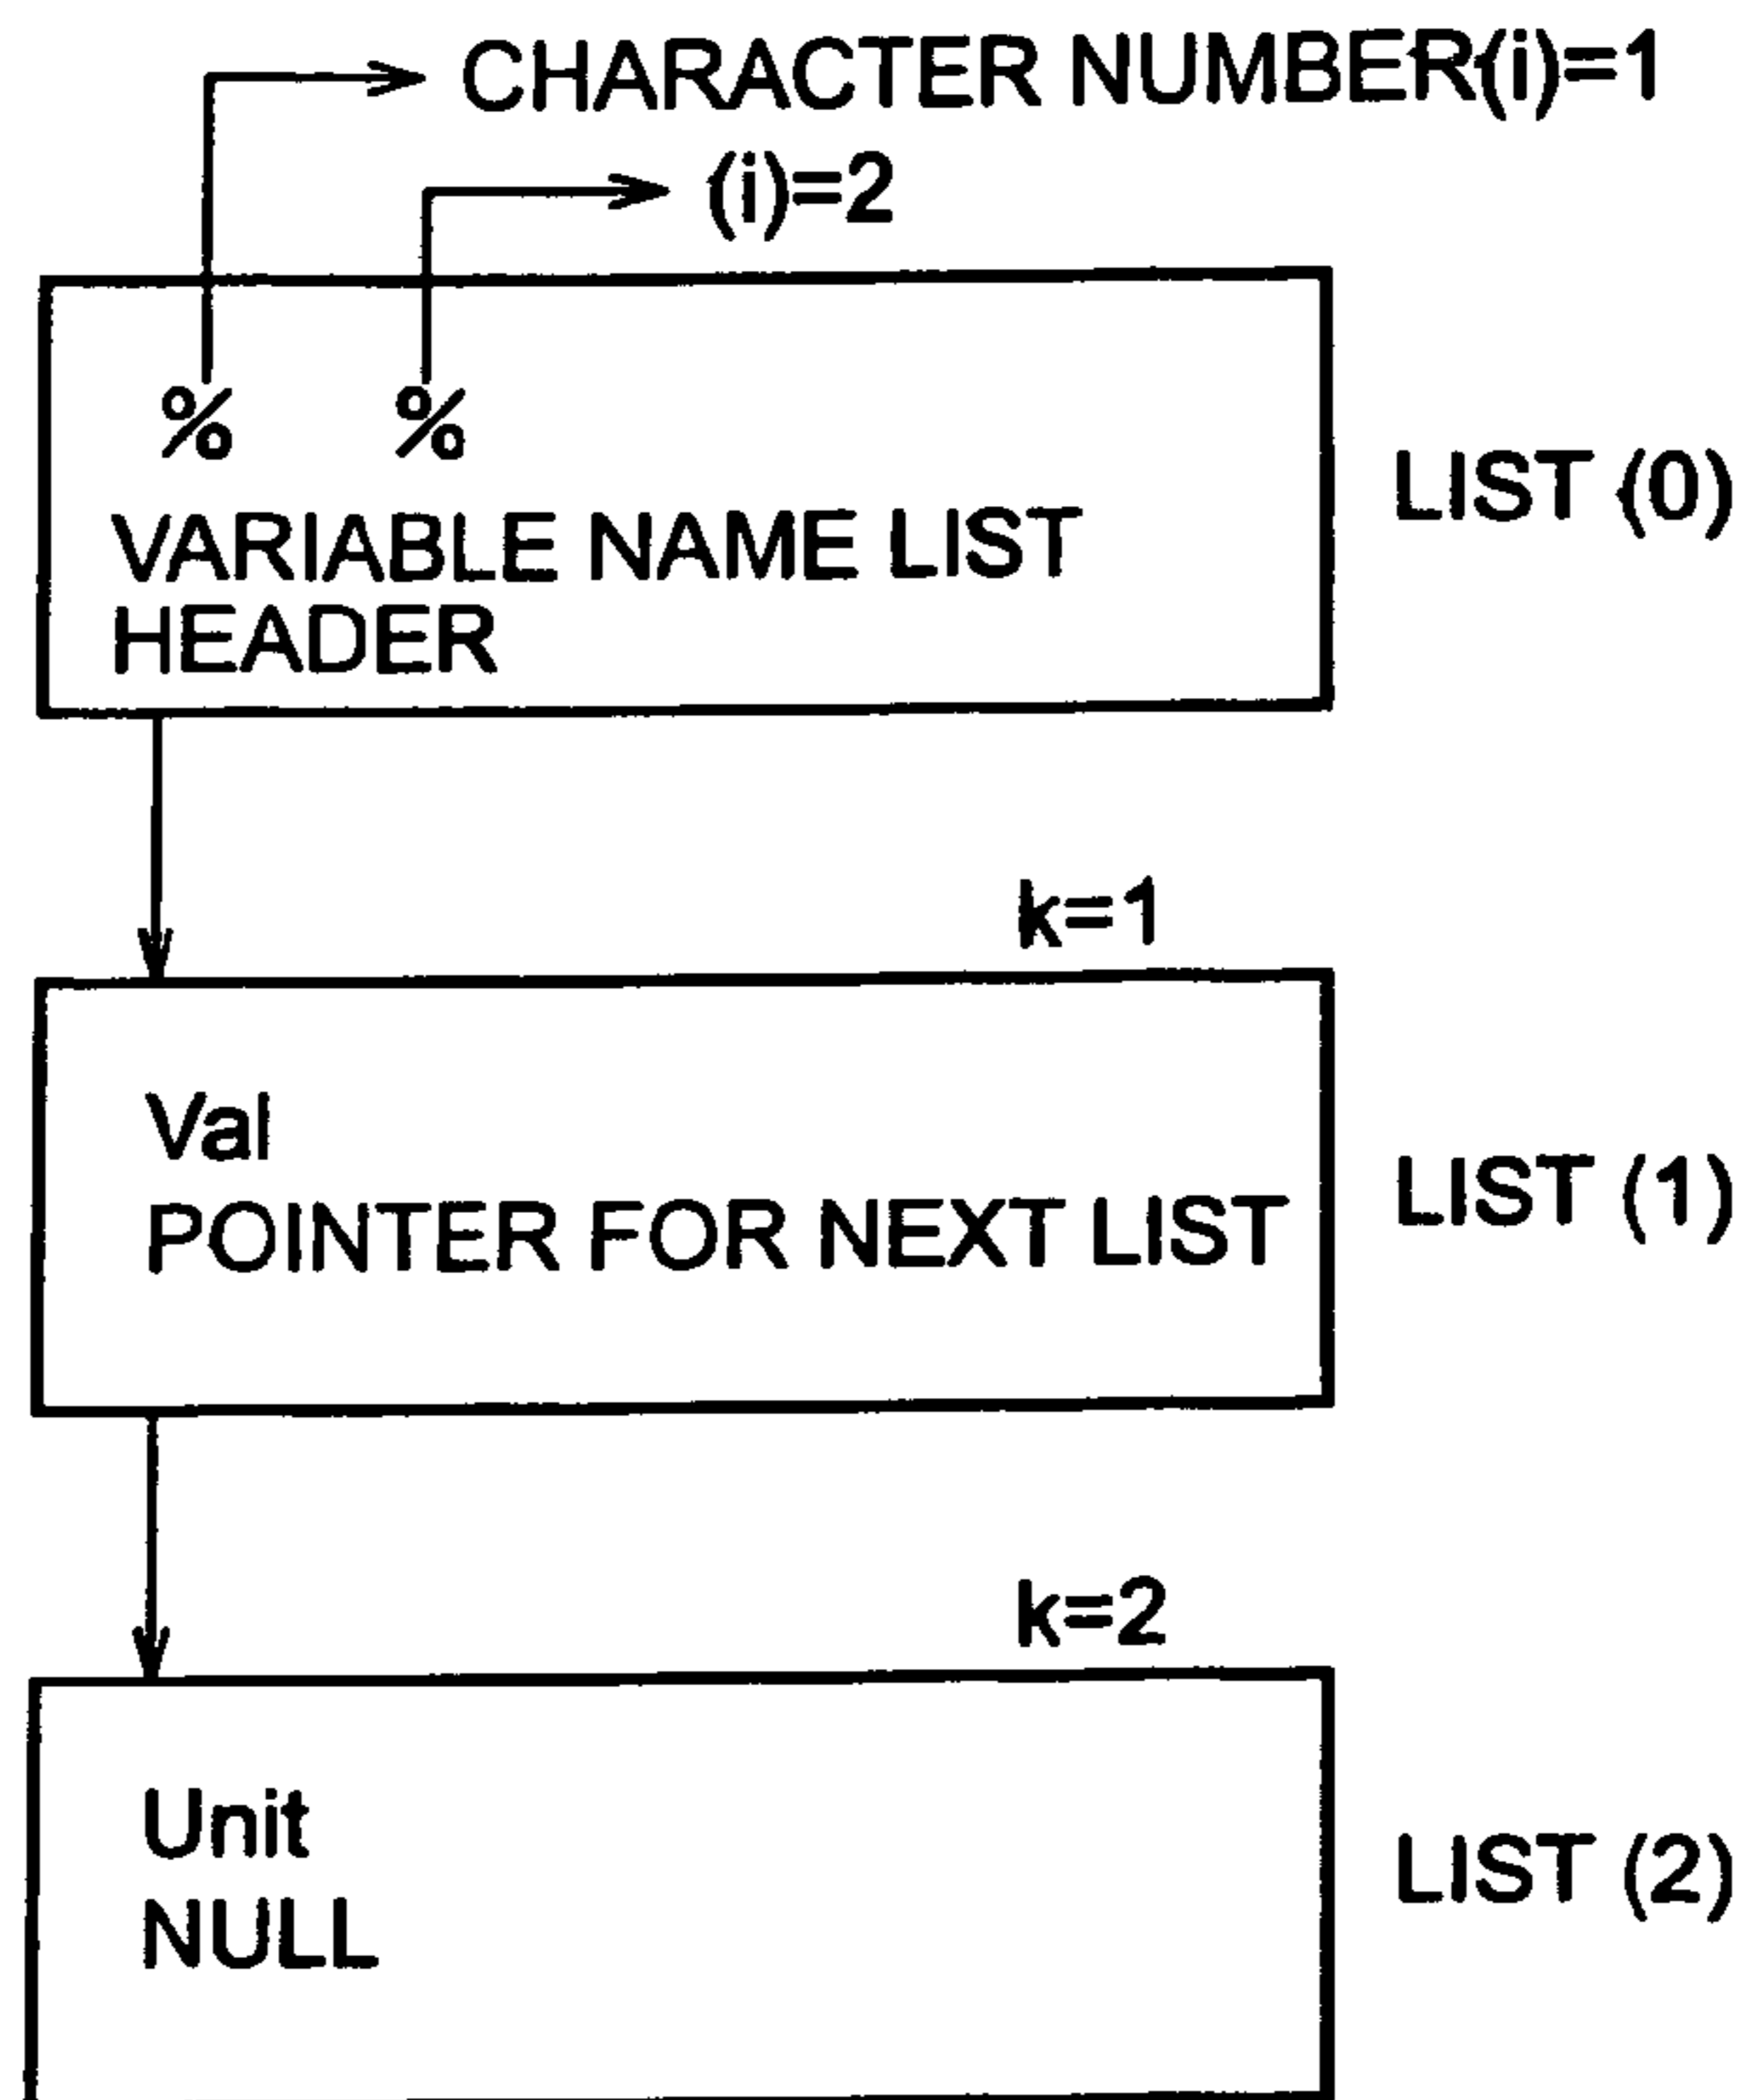 CHARACTER NUMBER(i)=1
(i)=2
% %
VARIABLE NAME LIST
HEADER
LIST (0)
k=1
Val
POINTER FOR NEXT LIST
LIST (1)
k=2
Unit
NULL
LIST (2)